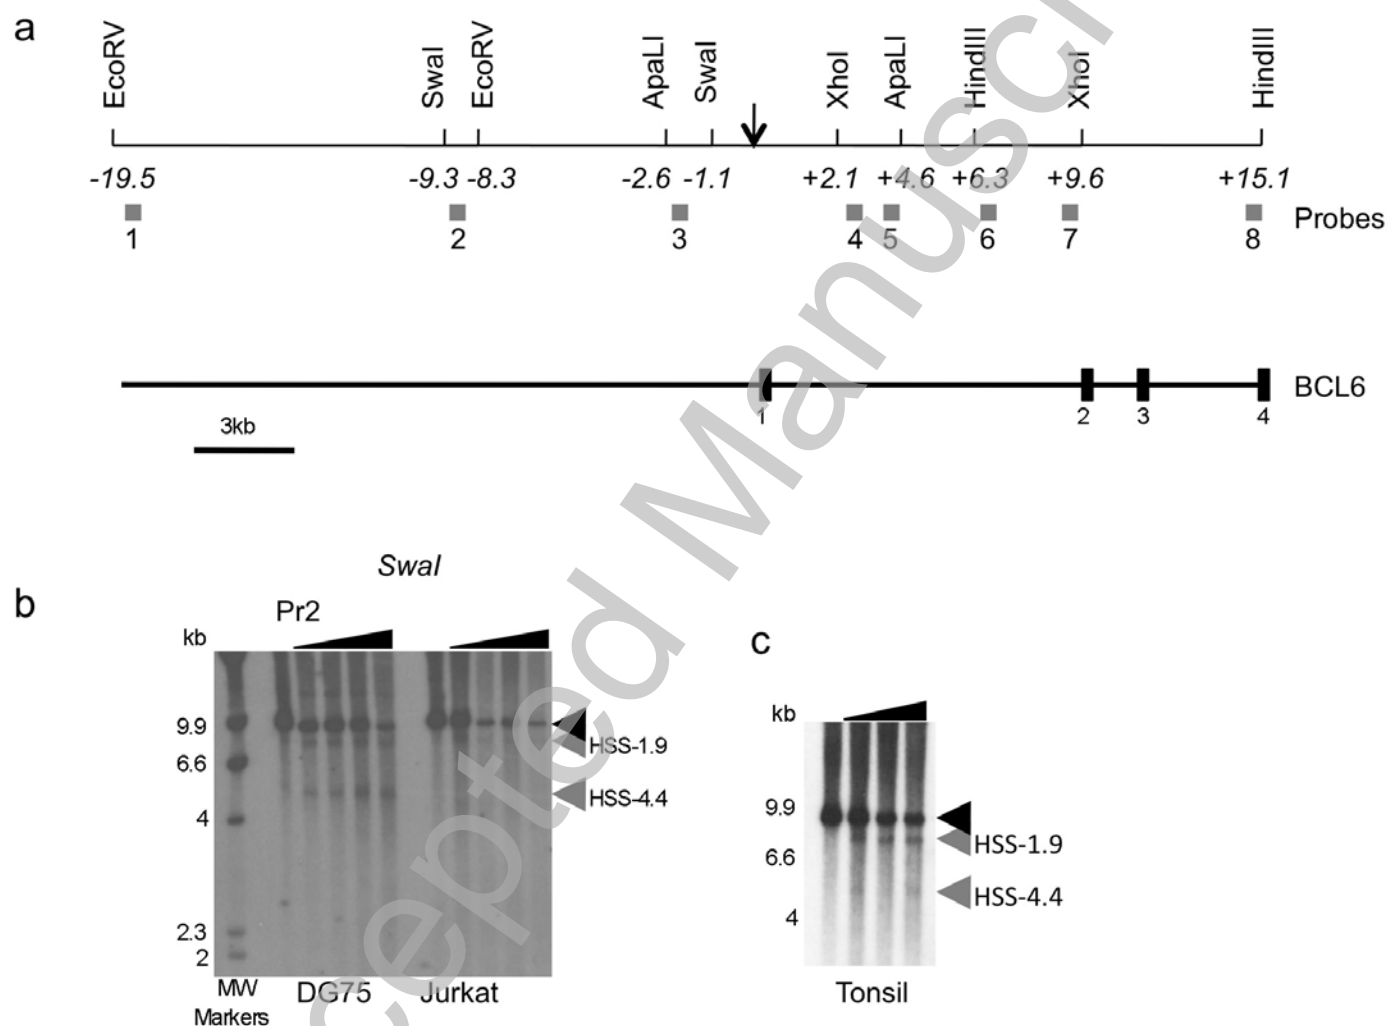 a
EcoRV SwaI EcoRV ApaLI SwaI XhoI ApaLI HindIII XhoI HindIII
-19.5 -9.3 -8.3 -2.6 -1.1 +2.1 +4.6 +6.3 +9.6 +15.1
Probes
1 2 3 4 5 6 7 8
BCL6
1 2 3 4
3kb
SwaI
b
Pr2
kb
9.9
6.6
4
2.3
2
HSS-1.9
HSS-4.4
MW
Markers
DG75 Jurkat
c
kb
9.9
6.6
4
HSS-1.9
HSS-4.4
Tonsil
epted Manusc